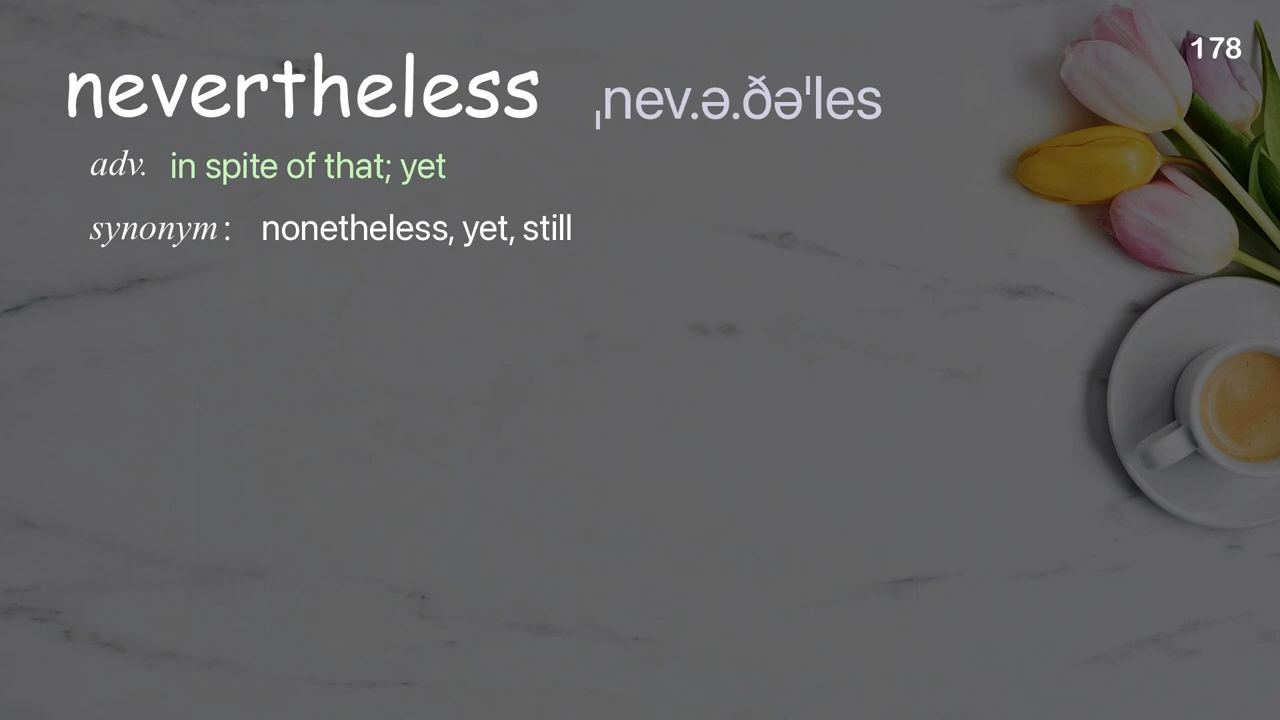 178
nevertheless ˌnev.ə.ðəˈles
adv. in spite of that; yet
synonym : nonetheless, yet, still